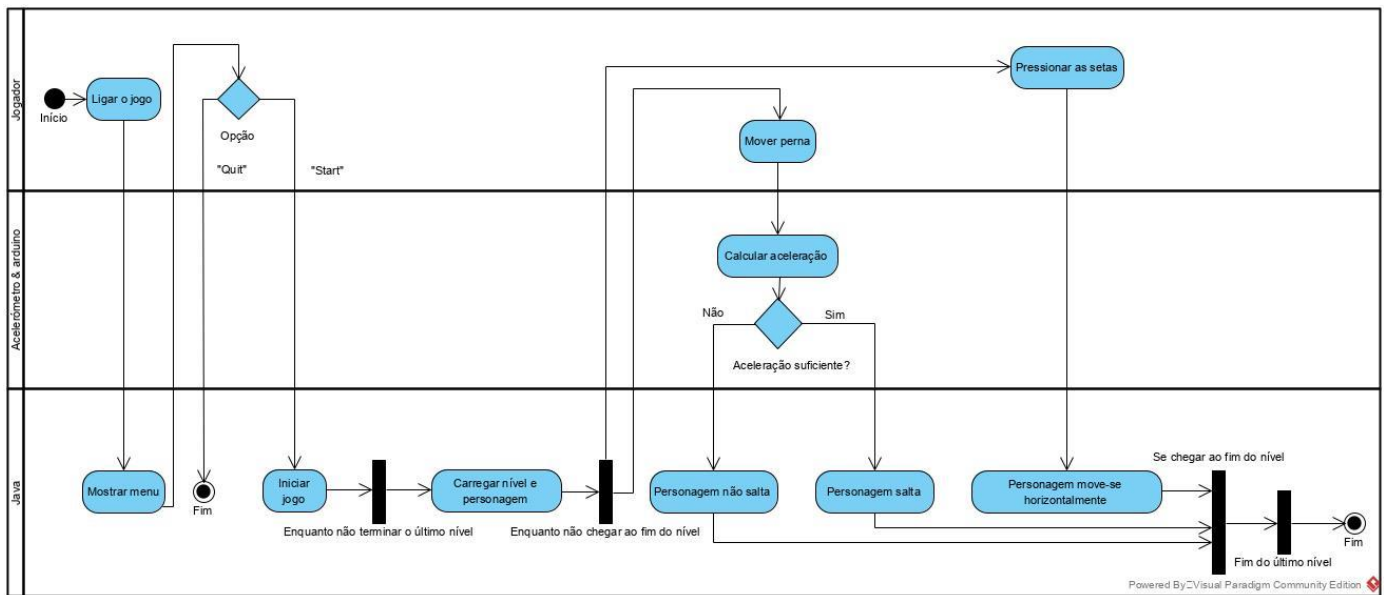 Jogador
Início
Ligar o jogo
Opção
"Quit"
"Start"
Mover perna
Pressionar as setas
Acelerómetro & arduino
Calcular aceleração
Não
Sim
Aceleração suficiente?
Java
Mostrar menu
Fim
Iniciar
jogo
Enquanto não terminar o último nível
Carregar nível e
personagem
Enquanto não chegar ao fim do nível
Personagem não salta
Personagem salta
Personagem move-se
horizontalmente
Se chegar ao fim do nível
Fim do último nível
Fim
Powered By Visual Paradigm Community Edition